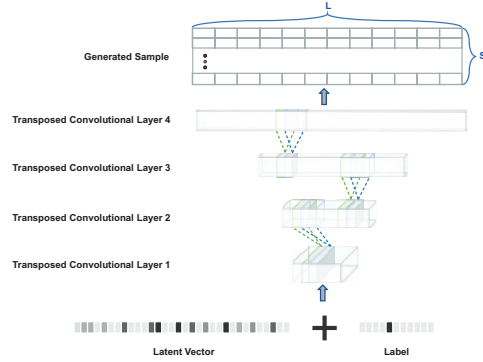 L
Generated Sample
S
Transposed Convolutional Layer 4
Transposed Convolutional Layer 3
Transposed Convolutional Layer 2
Transposed Convolutional Layer 1
Latent Vector
Label